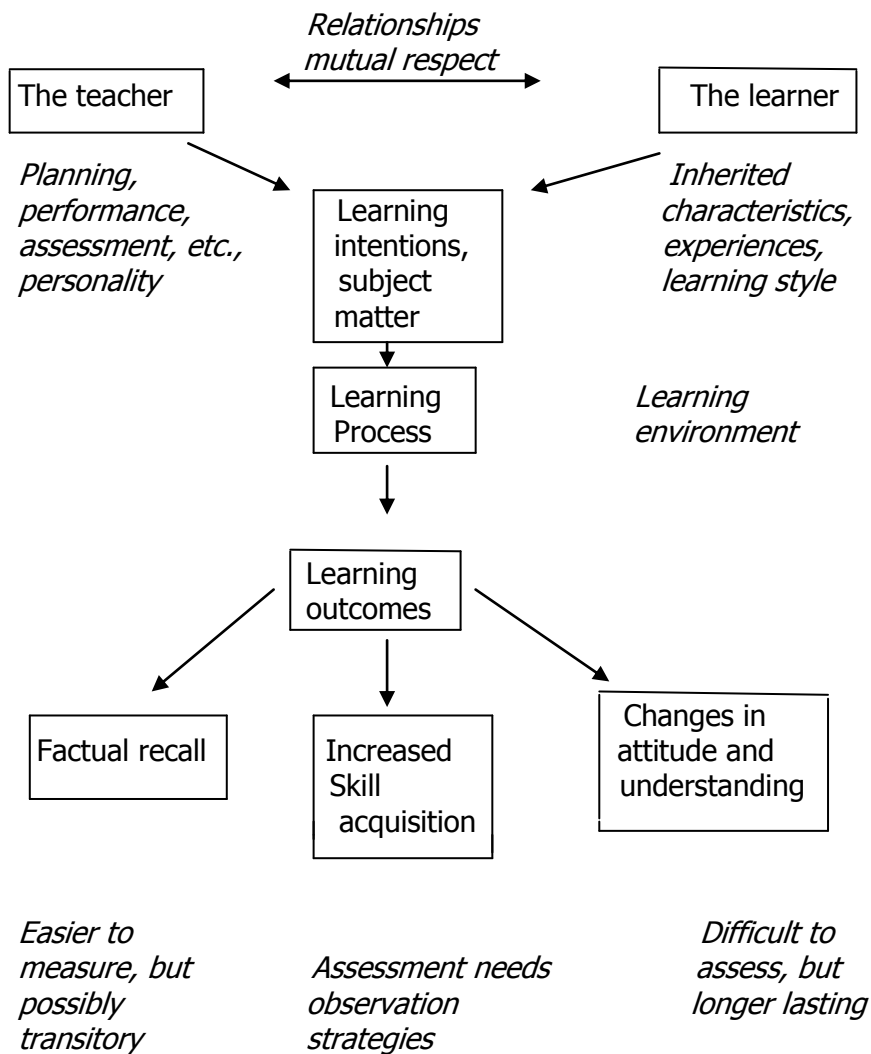 Relationships
mutual respect
The teacher
The learner
Planning,
performance,
assessment, etc.,
personality
Learning
intentions,
subject
matter
Inherited
characteristics,
experiences,
learning style
Learning
Process
Learning
environment
Learning
outcomes
Factual recall
Increased
Skill
acquisition
Changes in
attitude and
understanding
Easier to
measure, but
possibly
transitory
Assessment needs
observation
strategies
Difficult to
assess, but
longer lasting